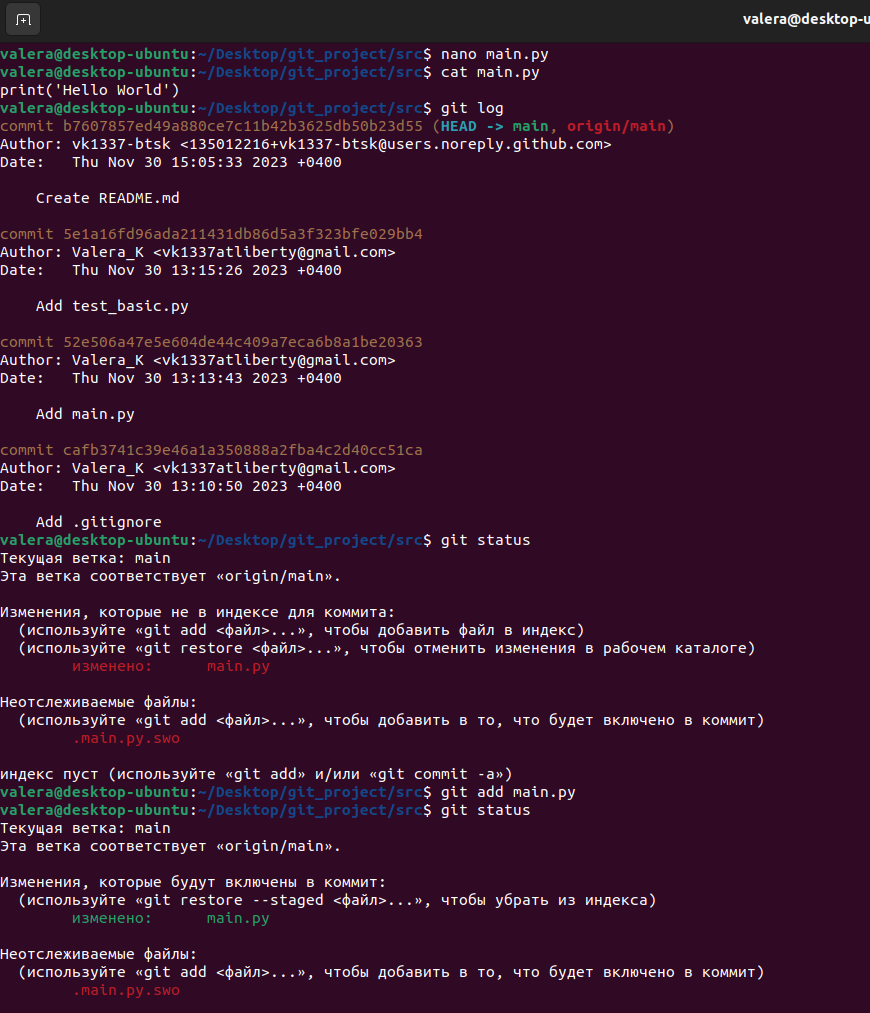 valera@desktop-u
valera@desktop-ubuntu:~/Desktop/git_project/src$ nano main.py
valera@desktop-ubuntu:~/Desktop/git_project/src$ cat main.py
print('Hello World')
valera@desktop-ubuntu:~/Desktop/git_project/src$ git log
commit b7607857ed49a880ce7c11b42b3625db50b23d55 (HEAD -> main, origin/main)
Author: vk1337-btsk <135012216+vk1337-btsk@users.noreply.github.com>
Date:   Thu Nov 30 15:05:33 2023 +0400
    Create README.md
commit 5e1a16fd96ada211431db86d5a3f323bfe029bb4
Author: Valera_K <vk1337atliberty@gmail.com>
Date:   Thu Nov 30 13:15:26 2023 +0400
    Add test_basic.py
commit 52e506a47e5e604de44c409a7eca6b8a1be20363
Author: Valera_K <vk1337atliberty@gmail.com>
Date:   Thu Nov 30 13:13:43 2023 +0400
    Add main.py
commit cafb3741c39e46a1a350888a2fba4c2d40cc51ca
Author: Valera_K <vk1337atliberty@gmail.com>
Date:   Thu Nov 30 13:10:50 2023 +0400
    Add .gitignore
valera@desktop-ubuntu:~/Desktop/git_project/src$ git status
Текущая ветка: main
Эта ветка соответствует «origin/main».
Изменения, которые не в индексе для коммита:
  (используйте «git add <файл>...», чтобы добавить файл в индекс)
  (используйте «git restore <файл>...», чтобы отменить изменения в рабочем каталоге)
        изменено:      main.py
Неотслеживаемые файлы:
  (используйте «git add <файл>...», чтобы добавить в то, что будет включено в коммит)
        .main.py.swo
индекс пуст (используйте «git add» и/или «git commit -a»)
valera@desktop-ubuntu:~/Desktop/git_project/src$ git add main.py
valera@desktop-ubuntu:~/Desktop/git_project/src$ git status
Текущая ветка: main
Эта ветка соответствует «origin/main».
Изменения, которые будут включены в коммит:
  (используйте «git restore --staged <файл>...», чтобы убрать из индекса)
        изменено:      main.py
Неотслеживаемые файлы:
  (используйте «git add <файл>...», чтобы добавить в то, что будет включено в коммит)
        .main.py.swo